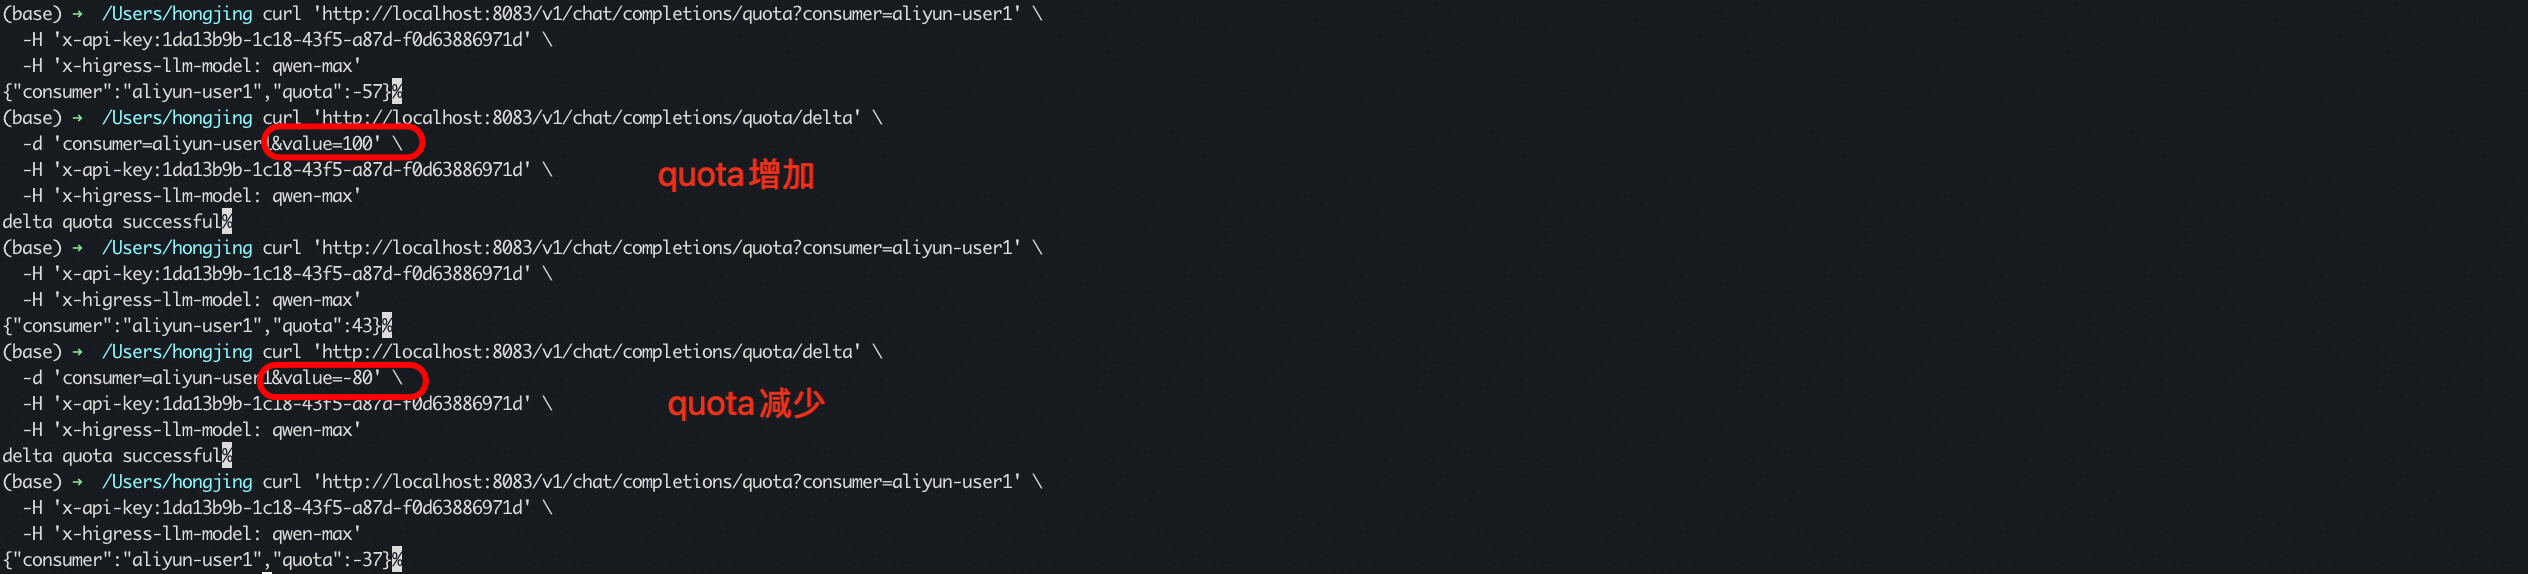 (base) → /Users/hongjing curl 'http://localhost:8083/v1/chat/completions/quota?consumer=aliyun-user1' \
-H 'x-api-key:1da13b9b-1c18-43f5-a87d-f0d63886971d' \
-H 'x-higress-llm-model: qwen-max'
{"consumer":"aliyun-user1","quota":-57}%
(base) → /Users/hongjing curl 'http://localhost:8083/v1/chat/completions/quota/delta' \
-d 'consumer=aliyun-user1&value=100' \
-H 'x-api-key:1da13b9b-1c18-43f5-a87d-f0d63886971d' \
quota增加
-H 'x-higress-llm-model: qwen-max'
delta quota successful%
(base) → /Users/hongjing curl 'http://localhost:8083/v1/chat/completions/quota?consumer=aliyun-user1' \
-H 'x-api-key:1da13b9b-1c18-43f5-a87d-f0d63886971d' \
-H 'x-higress-llm-model: qwen-max'
{"consumer":"aliyun-user1","quota":43}%
(base) → /Users/hongjing curl 'http://localhost:8083/v1/chat/completions/quota/delta' \
-d 'consumer=aliyun-user1&value=-80' \
-H 'x-api-key:1da13b9b-1c18-43f5-a87d-f0d63886971d' \
quota减少
-H 'x-higress-llm-model: qwen-max'
delta quota successful%
(base) → /Users/hongjing curl 'http://localhost:8083/v1/chat/completions/quota?consumer=aliyun-user1' \
-H 'x-api-key:1da13b9b-1c18-43f5-a87d-f0d63886971d' \
-H 'x-higress-llm-model: qwen-max'
{"consumer":"aliyun-user1","quota":-37}%